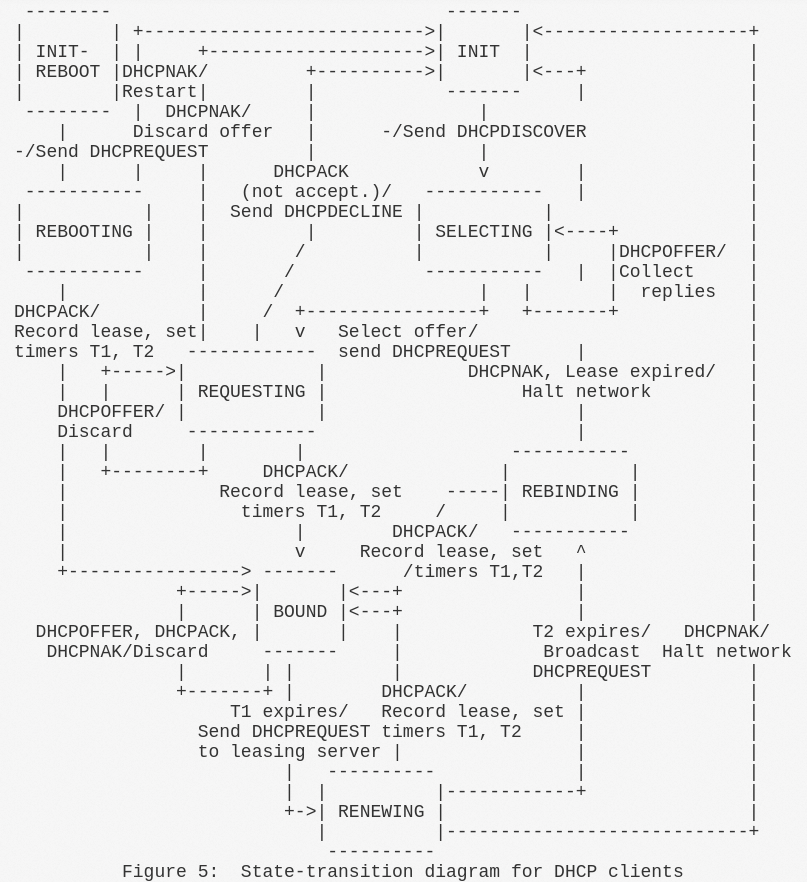 INIT- INIT
REBOOT DHCPNAK/
Restart
DHCPNAK/
Discard offer -/Send DHCPDISCOVER
-/Send DHCPREQUEST
DHCPACK v
(not accept.)/
Send DHCPDECLINE
REBOOTING SELECTING
DHCPOFFER/
Collect
replies
DHCPACK/
Record lease, set v Select offer/
timers T1, T2 send DHCPREQUEST
DHCPNAK, Lease expired/
REQUESTING Halt network
DHCPOFFER/
Discard
DHCPACK/
Record lease, set REBINDING
timers T1, T2
DHCPACK/
v Record lease, set ^
/timers T1,T2
BOUND
DHCPOFFER, DHCPACK, T2 expires/ DHCPNAK/
DHCPNAK/Discard Broadcast Halt network
DHCPREQUEST
DHCPACK/
T1 expires/ Record lease, set
Send DHCPREQUEST timers T1, T2
to leasing server
RENEWING
Figure 5: State-transition diagram for DHCP clients